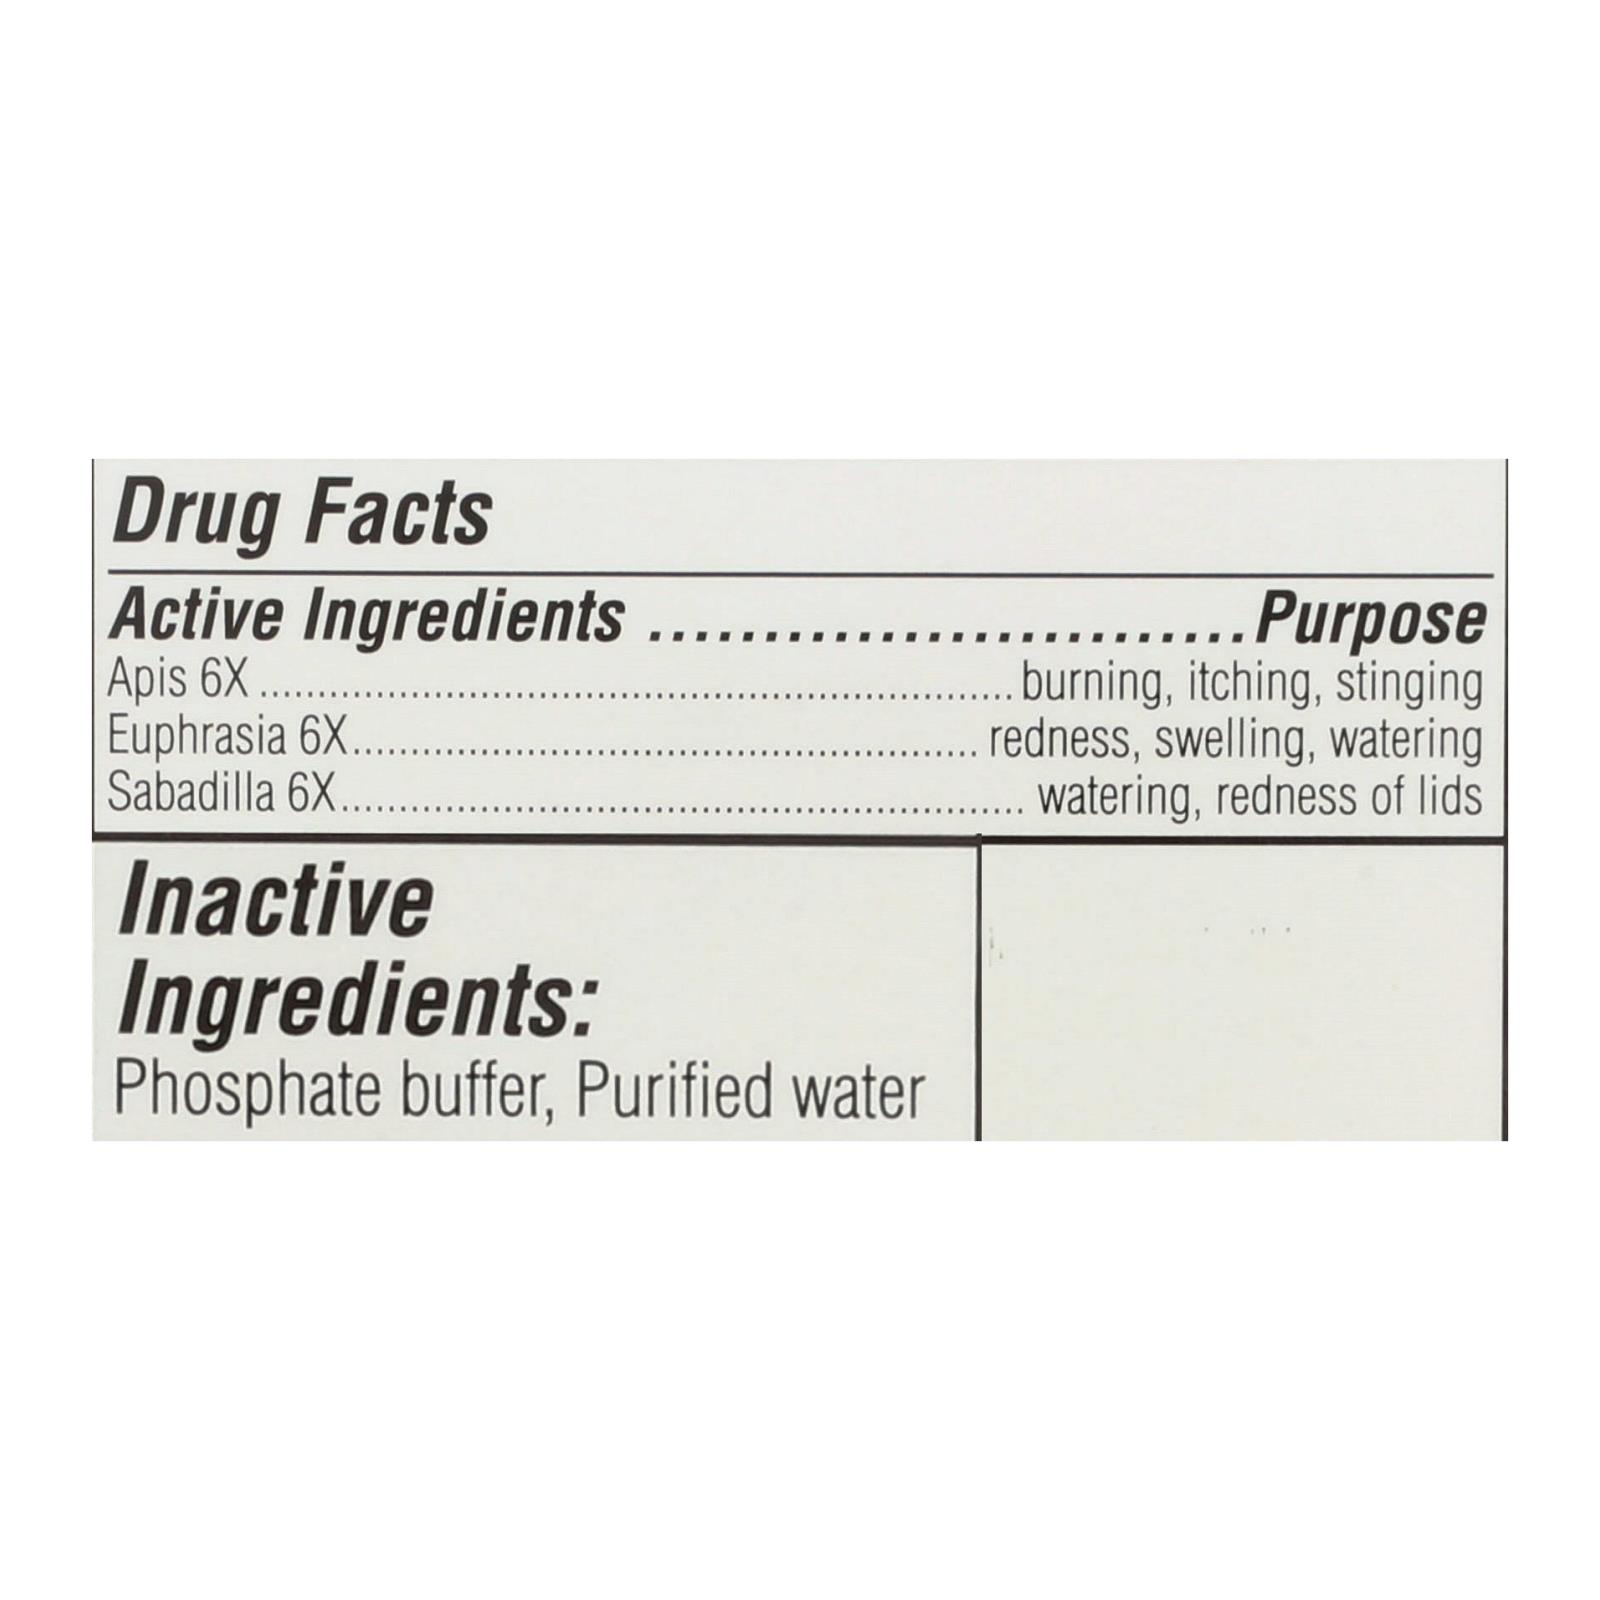 Drug Facts
Active Ingredients ..........................Purpose
Apis 6X ................................................................................ burning, itching, stinging
Euphrasia 6X.................................................................. redness, swelling, watering
Sabadilla 6X........................................................................ watering, redness of lids
Inactive
Ingredients:
Phosphate buffer, Purified water